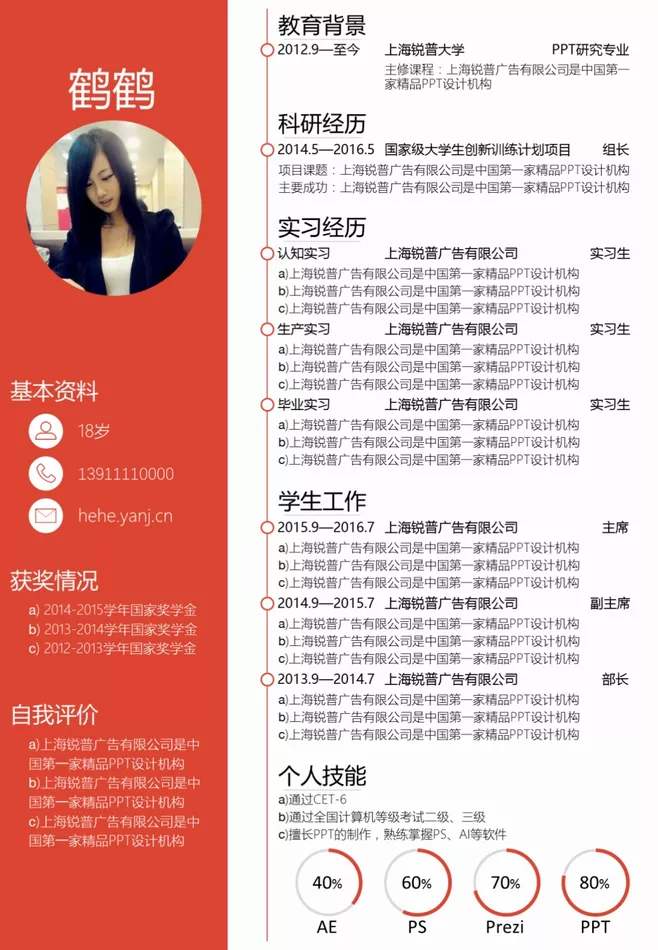 鹤鹤
基本资料
18岁
13911110000
hehe.yanj.cn
获奖情况
a) 2014-2015学年国家奖学金
b) 2013-2014学年国家奖学金
c) 2012-2013学年国家奖学金
自我评价
a)上海锐普广告有限公司是中
国第一家精品PPT设计机构
b)上海锐普广告有限公司是中
国第一家精品PPT设计机构
c)上海锐普广告有限公司是中
国第一家精品PPT设计机构
教育背景
2012.9—至今 上海锐普大学 PPT研究专业
主修课程：上海锐普广告有限公司是中国第一
家精品PPT设计机构
科研经历
2014.5—2016.5 国家级大学生创新训练计划项目 组长
项目课题：上海锐普广告有限公司是中国第一家精品PPT设计机构
主要成功：上海锐普广告有限公司是中国第一家精品PPT设计机构
实习经历
认知实习 上海锐普广告有限公司 实习生
a)上海锐普广告有限公司是中国第一家精品PPT设计机构
b)上海锐普广告有限公司是中国第一家精品PPT设计机构
c)上海锐普广告有限公司是中国第一家精品PPT设计机构
生产实习 上海锐普广告有限公司 实习生
a)上海锐普广告有限公司是中国第一家精品PPT设计机构
b)上海锐普广告有限公司是中国第一家精品PPT设计机构
c)上海锐普广告有限公司是中国第一家精品PPT设计机构
毕业实习 上海锐普广告有限公司 实习生
a)上海锐普广告有限公司是中国第一家精品PPT设计机构
b)上海锐普广告有限公司是中国第一家精品PPT设计机构
c)上海锐普广告有限公司是中国第一家精品PPT设计机构
学生工作
2015.9—2016.7 上海锐普广告有限公司 主席
a)上海锐普广告有限公司是中国第一家精品PPT设计机构
b)上海锐普广告有限公司是中国第一家精品PPT设计机构
c)上海锐普广告有限公司是中国第一家精品PPT设计机构
2014.9—2015.7 上海锐普广告有限公司 副主席
a)上海锐普广告有限公司是中国第一家精品PPT设计机构
b)上海锐普广告有限公司是中国第一家精品PPT设计机构
c)上海锐普广告有限公司是中国第一家精品PPT设计机构
2013.9—2014.7 上海锐普广告有限公司 部长
a)上海锐普广告有限公司是中国第一家精品PPT设计机构
b)上海锐普广告有限公司是中国第一家精品PPT设计机构
c)上海锐普广告有限公司是中国第一家精品PPT设计机构
个人技能
a)通过CET-6
b)通过全国计算机等级考试二级、三级
c)擅长PPT的制作，熟练掌握PS、AI等软件
40% 60% 70% 80%
AE PS Prezi PPT